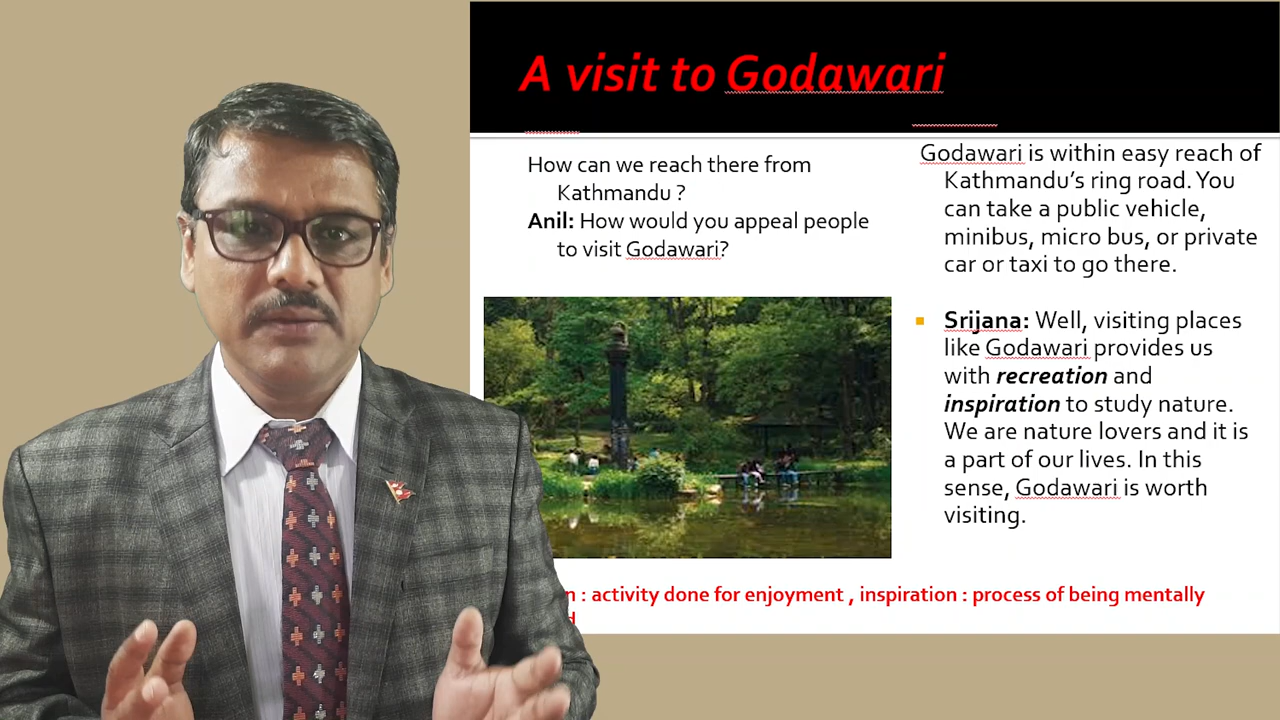 A visit to Godawari
How can we reach there from
Kathmandu ?
Anil: How would you appeal people
to visit Godawari?
Godawari is within easy reach of
Kathmandu’s ring road. You
can take a public vehicle,
minibus, micro bus, or private
car or taxi to go there.
Srijana: Well, visiting places
like Godawari provides us
with recreation and
inspiration to study nature.
We are nature lovers and it is
a part of our lives. In this
sense, Godawari is worth
visiting.
: activity done for enjoyment , inspiration : process of being mentally